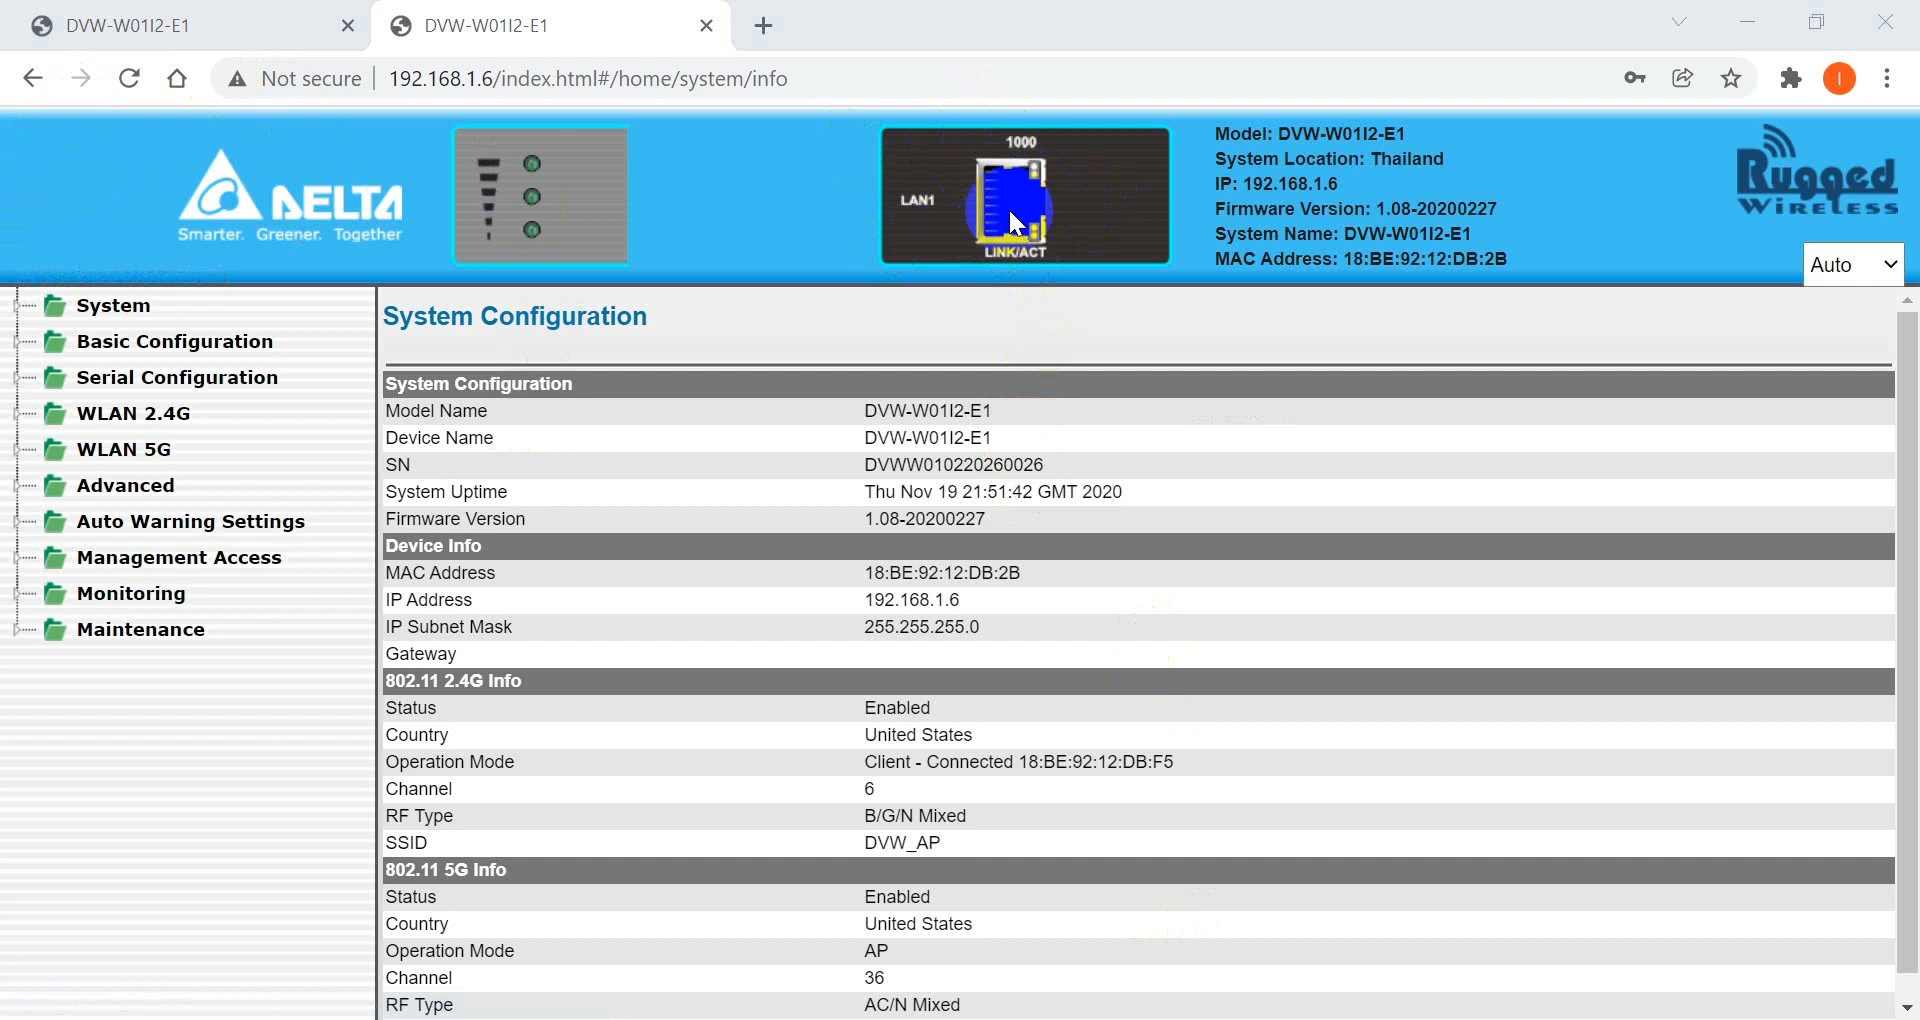 DVW-W01I2-E1
DVW-W01I2-E1
Not secure
192.168.1.6/index.html#/home/system/info
I
DELTA
Smarter. Greener. Together
1000
LAN1
LINK/ACT
Model: DVW-W01I2-E1
System Location: Thailand
IP: 192.168.1.6
Firmware Version: 1.08-20200227
System Name: DVW-W01I2-E1
MAC Address: 18:BE:92:12:DB:2B
Rugged
Wireless
Auto
System
Basic Configuration
Serial Configuration
WLAN 2.4G
WLAN 5G
Advanced
Auto Warning Settings
Management Access
Monitoring
Maintenance
System Configuration
System Configuration
Model Name DVW-W01I2-E1
Device Name DVW-W01I2-E1
SN DVWW010220260026
System Uptime Thu Nov 19 21:51:42 GMT 2020
Firmware Version 1.08-20200227
Device Info
MAC Address 18:BE:92:12:DB:2B
IP Address 192.168.1.6
IP Subnet Mask 255.255.255.0
Gateway
802.11 2.4G Info
Status Enabled
Country United States
Operation Mode Client - Connected 18:BE:92:12:DB:F5
Channel 6
RF Type B/G/N Mixed
SSID DVW_AP
802.11 5G Info
Status Enabled
Country United States
Operation Mode AP
Channel 36
RF Type AC/N Mixed